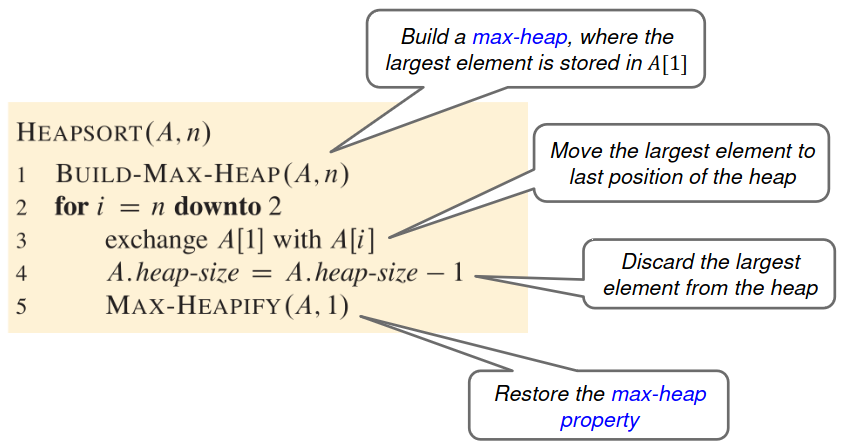 Build a max-heap, where the
largest element is stored in A[1]
HEAPSORT(A, n)
1 BUILD-MAX-HEAP(A, n)
2 for i = n downto 2
3 exchange A[1] with A[i]
4 A.heap-size = A.heap-size − 1
5 MAX-HEAPIFY(A, 1)
Move the largest element to
last position of the heap
Discard the largest
element from the heap
Restore the max-heap
property